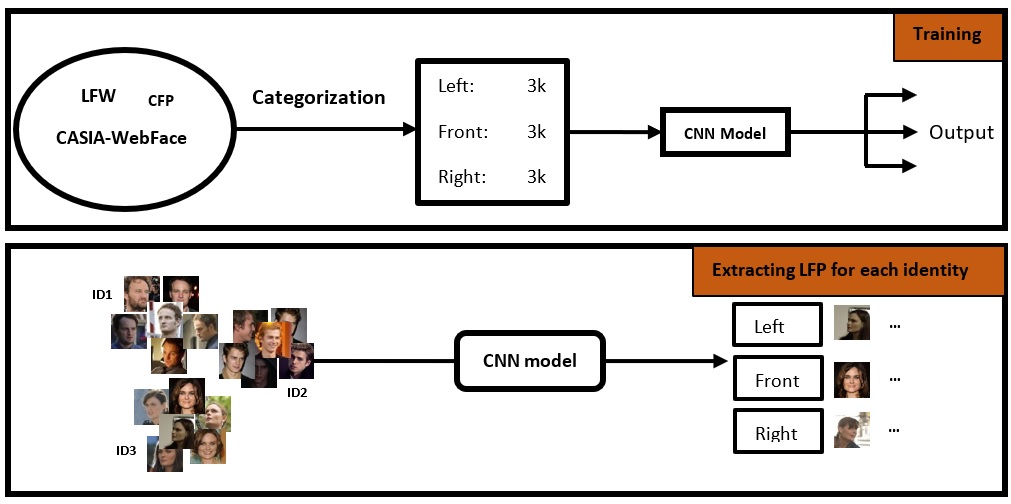 Training
LFW CFP
CASIA-WebFace
Categorization
Left: 3k
Front: 3k
Right: 3k
CNN Model
Output
Extracting LFP for each identity
ID1
ID2
ID3
CNN model
Left ...
Front ...
Right ...